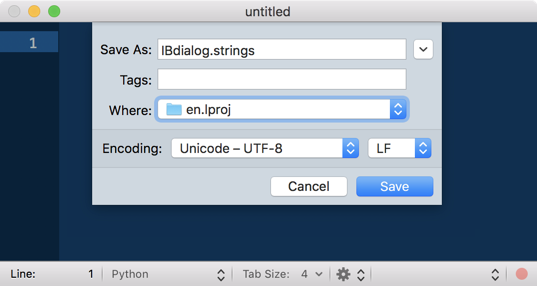 untitled
1
Save As: IBdialog.strings
Tags:
Where: en.lproj
Encoding: Unicode – UTF-8 LF
Cancel Save
Line: 1 Python Tab Size: 4